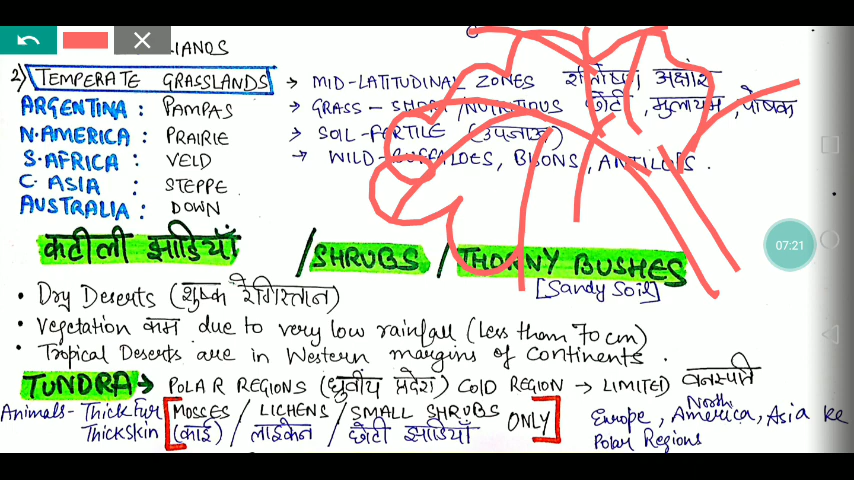 LIANOS
2) TEMPERATE GRASSLANDS → MID-LATITUDINAL ZONES शीतोष्ण अक्षांश
ARGENTINA : PAMPAS → GRASS - SHORT/NUTRITIOUS छोटी, मुलायम, पोषक
N.AMERICA : PRAIRIE → SOIL-FERTILE (उपजाऊ)
S.AFRICA : VELD → WILD-BUFFALOES, BISONS, ANTILOPS.
C.ASIA : STEPPE
AUSTRALIA : DOWN
कटीली झाडियाँ / SHRUBS / THORNY BUSHES
[Sandy Soil]
07:21
• Dry Deserts (शुष्क रेगिस्तान)
• Vegetation कम due to very low rainfall (Less than 70 cm)
• Tropical Deserts are in Western margins of Continents.
TUNDRA → POLAR REGIONS (ध्रुवीय प्रदेश) COLD REGION → LIMITED वनस्पति
Animals - Thick Fur [MOSSES / LICHENS / SMALL SHRUBS ONLY] Europe, North America, Asia ke
Thick Skin (काई) / लाइकेन / छोटी झाडियाँ Polar Regions